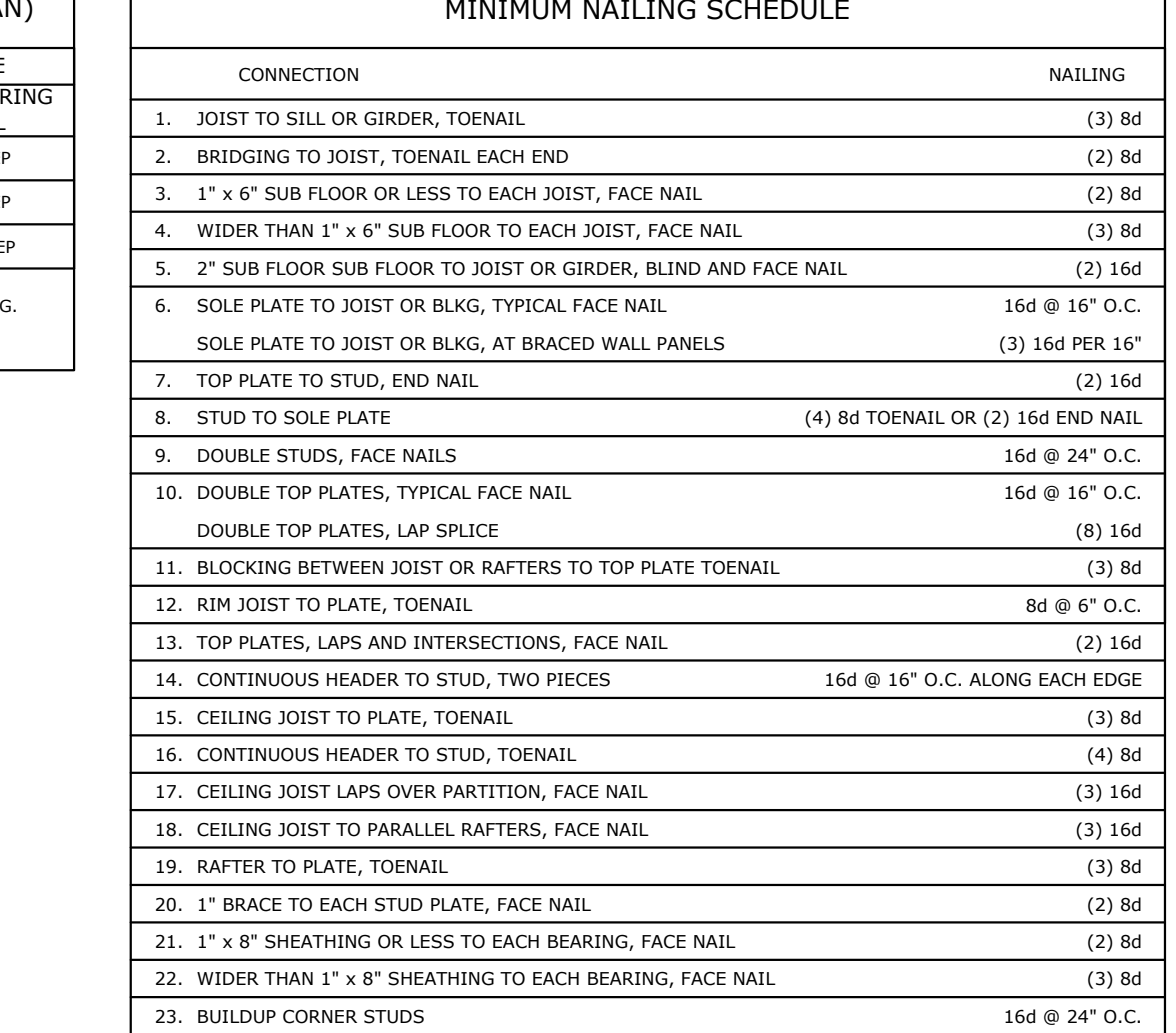 AN)
E
RING
L
P
P
EP
G.
MINIMUM NAILING SCHEDULE
CONNECTION NAILING
1. JOIST TO SILL OR GIRDER, TOENAIL (3) 8d
2. BRIDGING TO JOIST, TOENAIL EACH END (2) 8d
3. 1" x 6" SUB FLOOR OR LESS TO EACH JOIST, FACE NAIL (2) 8d
4. WIDER THAN 1" x 6" SUB FLOOR TO EACH JOIST, FACE NAIL (3) 8d
5. 2" SUB FLOOR SUB FLOOR TO JOIST OR GIRDER, BLIND AND FACE NAIL (2) 16d
6. SOLE PLATE TO JOIST OR BLKG, TYPICAL FACE NAIL 16d @ 16" O.C.
SOLE PLATE TO JOIST OR BLKG, AT BRACED WALL PANELS (3) 16d PER 16"
7. TOP PLATE TO STUD, END NAIL (2) 16d
8. STUD TO SOLE PLATE (4) 8d TOENAIL OR (2) 16d END NAIL
9. DOUBLE STUDS, FACE NAILS 16d @ 24" O.C.
10. DOUBLE TOP PLATES, TYPICAL FACE NAIL 16d @ 16" O.C.
DOUBLE TOP PLATES, LAP SPLICE (8) 16d
11. BLOCKING BETWEEN JOIST OR RAFTERS TO TOP PLATE TOENAIL (3) 8d
12. RIM JOIST TO PLATE, TOENAIL 8d @ 6" O.C.
13. TOP PLATES, LAPS AND INTERSECTIONS, FACE NAIL (2) 16d
14. CONTINUOUS HEADER TO STUD, TWO PIECES 16d @ 16" O.C. ALONG EACH EDGE
15. CEILING JOIST TO PLATE, TOENAIL (3) 8d
16. CONTINUOUS HEADER TO STUD, TOENAIL (4) 8d
17. CEILING JOIST LAPS OVER PARTITION, FACE NAIL (3) 16d
18. CEILING JOIST TO PARALLEL RAFTERS, FACE NAIL (3) 16d
19. RAFTER TO PLATE, TOENAIL (3) 8d
20. 1" BRACE TO EACH STUD PLATE, FACE NAIL (2) 8d
21. 1" x 8" SHEATHING OR LESS TO EACH BEARING, FACE NAIL (2) 8d
22. WIDER THAN 1" x 8" SHEATHING TO EACH BEARING, FACE NAIL (3) 8d
23. BUILDUP CORNER STUDS 16d @ 24" O.C.